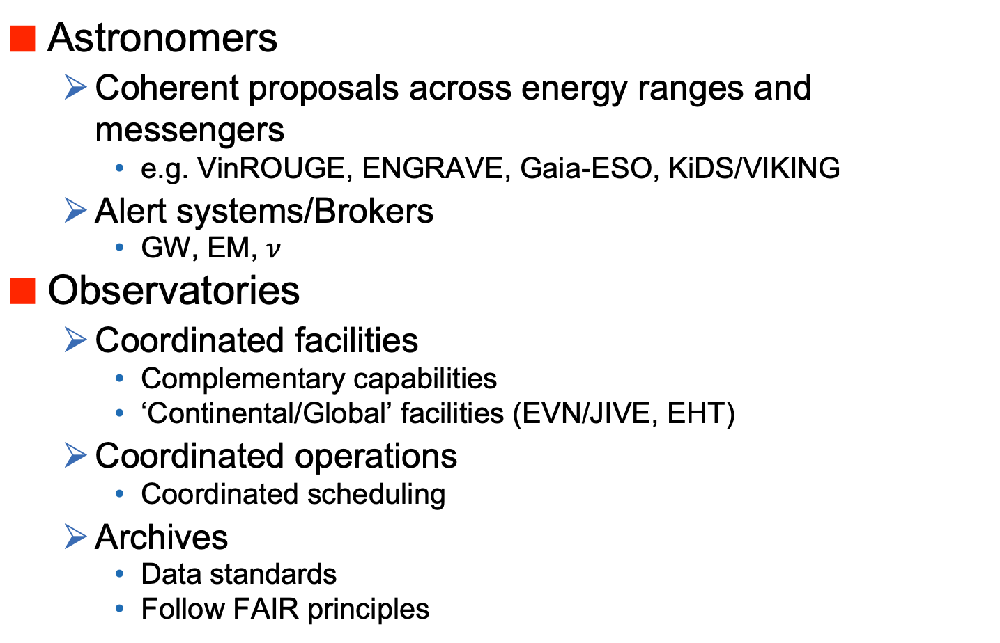 Astronomers
Coherent proposals across energy ranges and
messengers
e.g. VinROUGE, ENGRAVE, Gaia-ESO, KiDS/VIKING
Alert systems/Brokers
GW, EM, ν
Observatories
Coordinated facilities
Complementary capabilities
‘Continental/Global’ facilities (EVN/JIVE, EHT)
Coordinated operations
Coordinated scheduling
Archives
Data standards
Follow FAIR principles